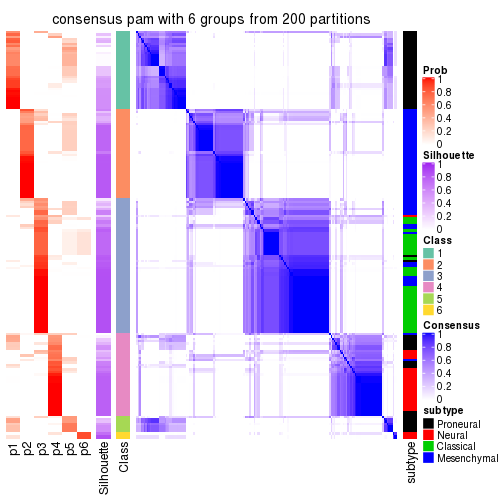 consensus pam with 6 groups from 200 partitions
Prob
1
0.8
0.6
0.4
0.2
0
Silhouette
1
0.8
0.6
0.4
0.2
0
Class
1
2
3
4
5
6
Consensus
1
0.8
0.6
0.4
0.2
0
subtype
Proneural
Neural
Classical
Mesenchymal
p1
p2
p3
p4
p5
p6
Silhouette
Class
subtype